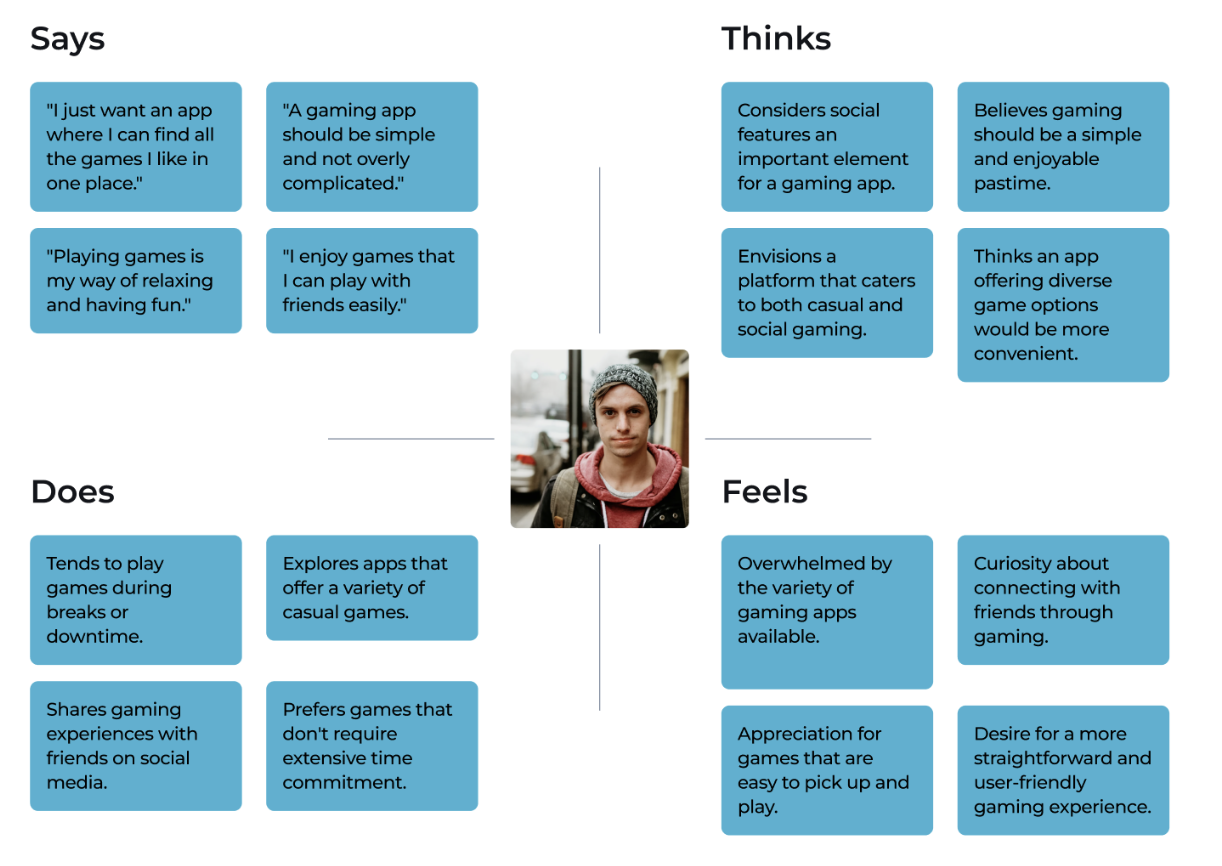 Says
"I just want an app
where I can find all
the games I like in
one place."
"A gaming app
should be simple
and not overly
complicated."
"Playing games is
my way of relaxing
and having fun."
"I enjoy games that
I can play with
friends easily."
Thinks
Considers social
features an
important element
for a gaming app.
Believes gaming
should be a simple
and enjoyable
pastime.
Envisions a
platform that caters
to both casual and
social gaming.
Thinks an app
offering diverse
game options
would be more
convenient.
Does
Tends to play
games during
breaks or
downtime.
Explores apps that
offer a variety of
casual games.
Shares gaming
experiences with
friends on social
media.
Prefers games that
don't require
extensive time
commitment.
Feels
Overwhelmed by
the variety of
gaming apps
available.
Curiosity about
connecting with
friends through
gaming.
Appreciation for
games that are
easy to pick up and
play.
Desire for a more
straightforward and
user-friendly
gaming experience.